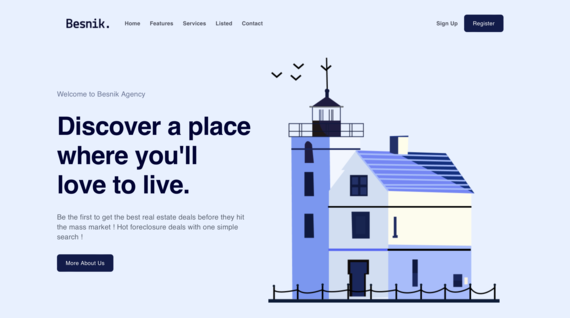 Besnik.
Home Features Services Listed Contact
Sign Up Register
Welcome to Besnik Agency
Discover a place
where you'll
love to live.
Be the first to get the best real estate deals before they hit
the mass market ! Hot foreclosure deals with one simple
search !
More About Us